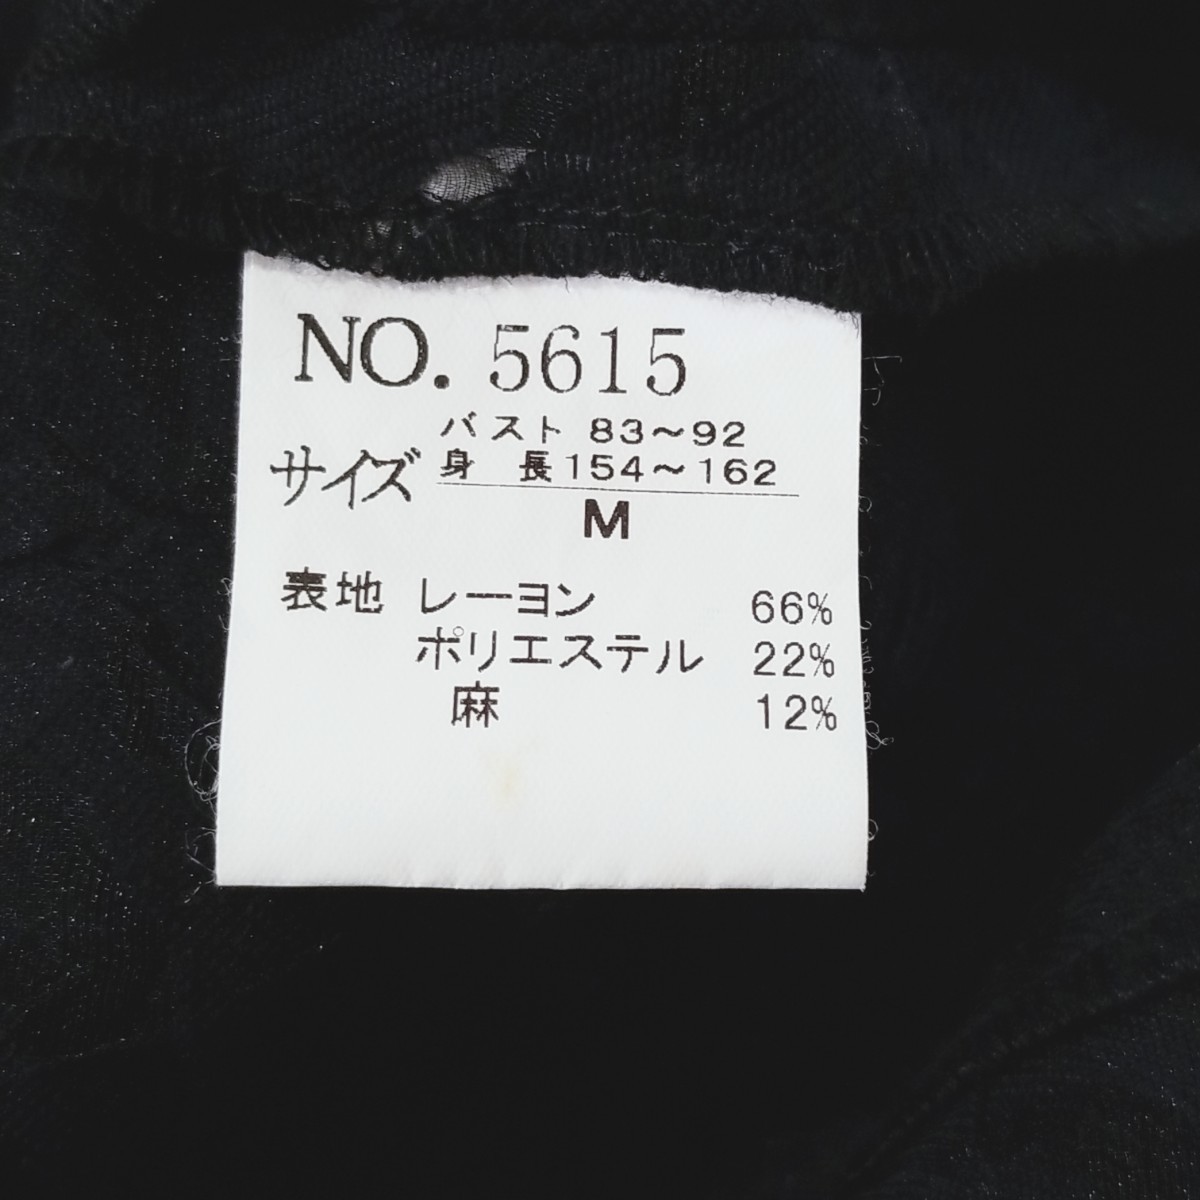 NO. 5615
バスト 83～92
サイズ 身 長154～162
M
表地 レーヨン 66%
ポリエステル 22%
麻 12%